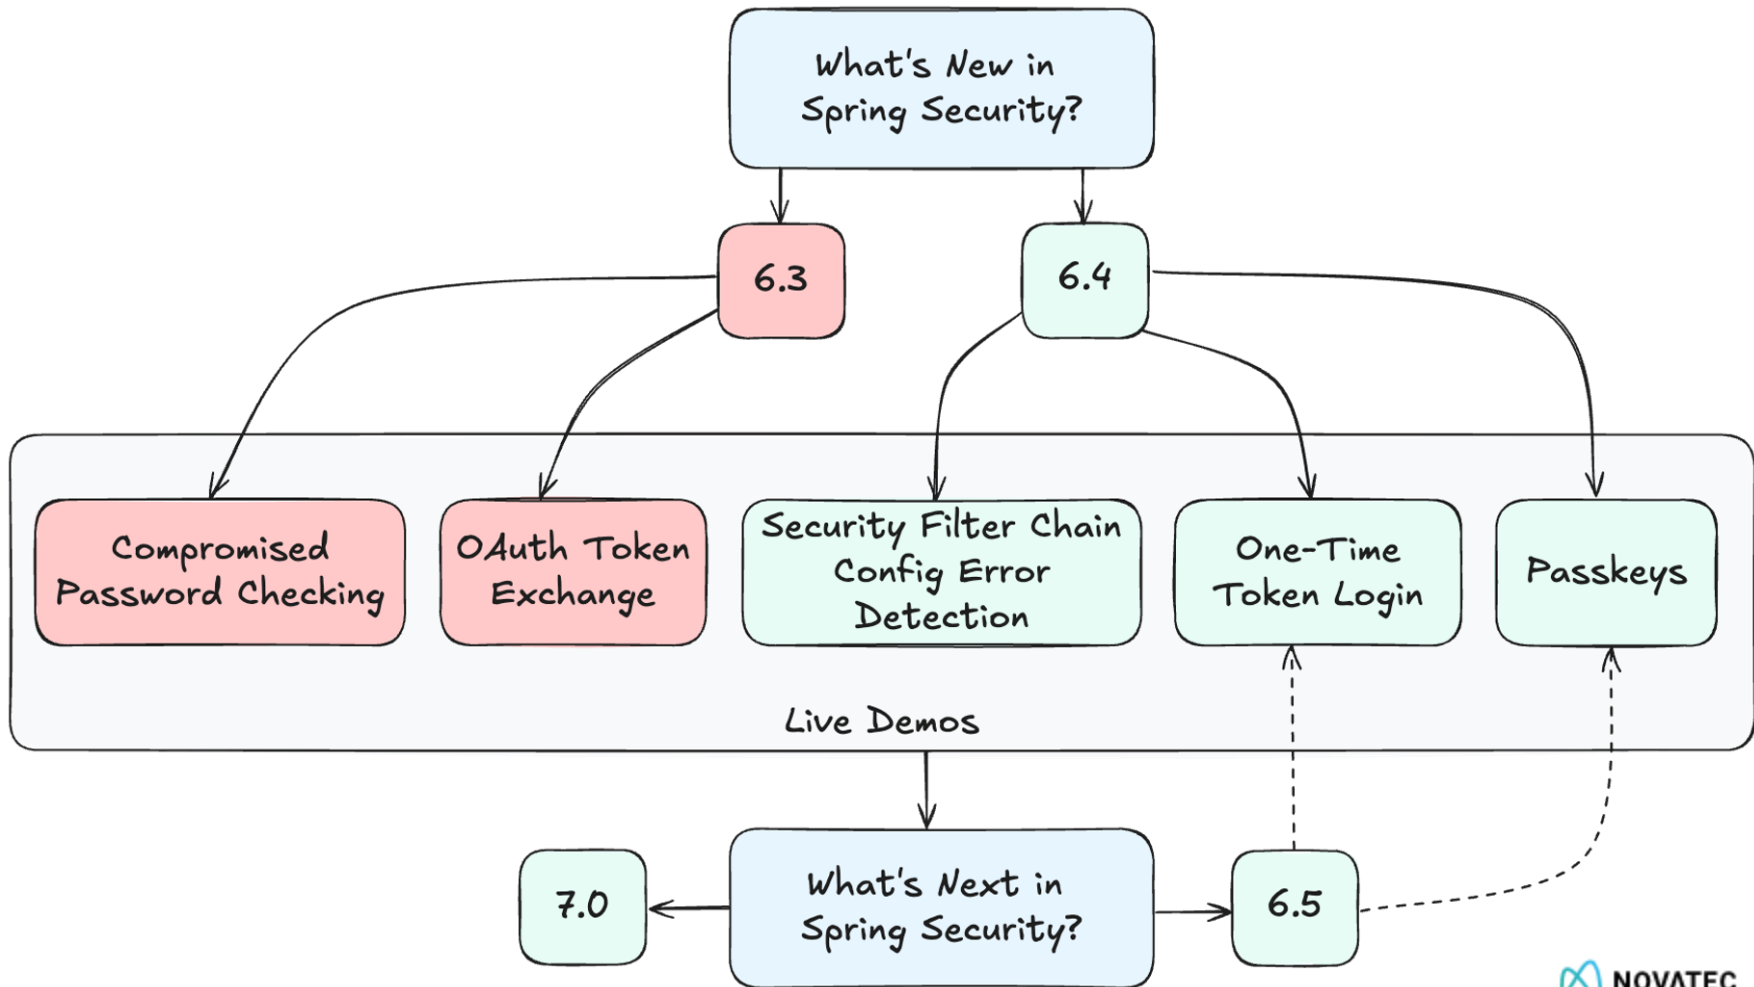 What's New in
Spring Security?
6.3
6.4
Compromised
Password Checking
OAuth Token
Exchange
Security Filter Chain
Config Error
Detection
One-Time
Token Login
Passkeys
Live Demos
7.0
What's Next in
Spring Security?
6.5
NOVATEC